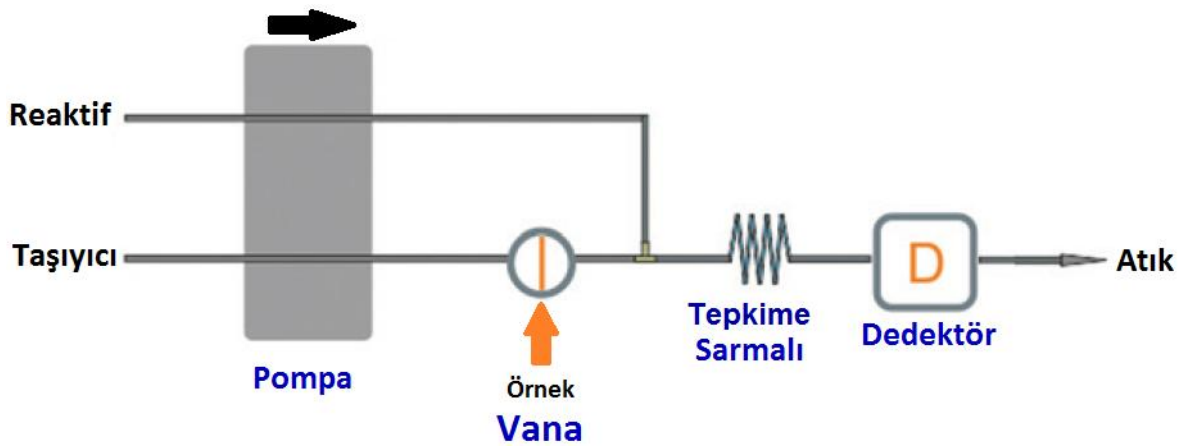 Reaktif
Taşıyıcı
Pompa
Örnek
Vana
Tepkime
Sarmalı
D
Dedektör
Atık